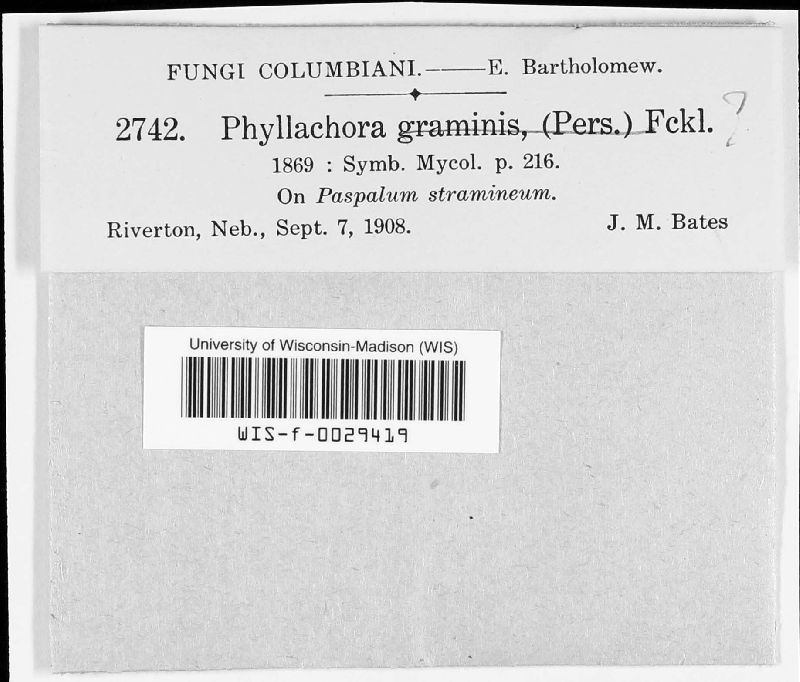 FUNGI COLUMBIANI.——E. Bartholomew.
2742. Phyllachora graminis, (Pers.) Fckl. ?
1869 : Symb. Mycol. p. 216.
On Paspalum stramineum.
Riverton, Neb., Sept. 7, 1908. J. M. Bates
University of Wisconsin-Madison (WIS)
WIS-f-0029419